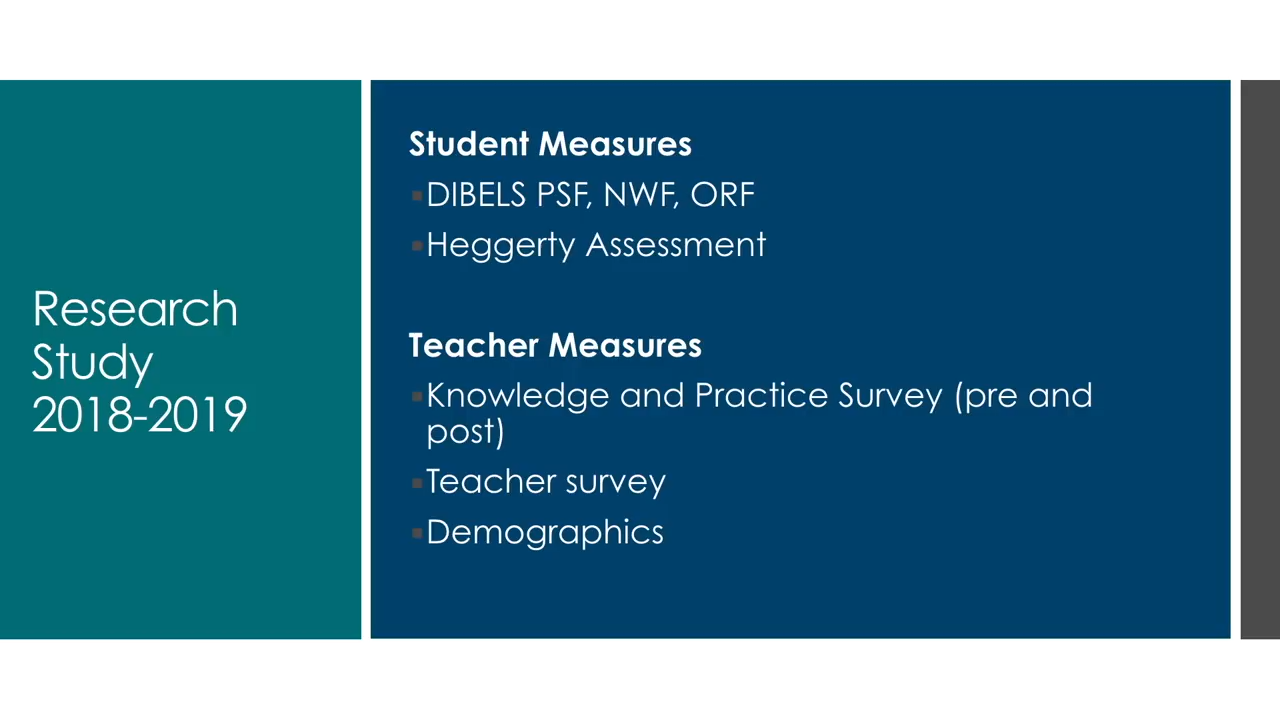 Research
Study
2018-2019
Student Measures
▪DIBELS PSF, NWF, ORF
▪Heggerty Assessment
Teacher Measures
▪Knowledge and Practice Survey (pre and
post)
▪Teacher survey
▪Demographics